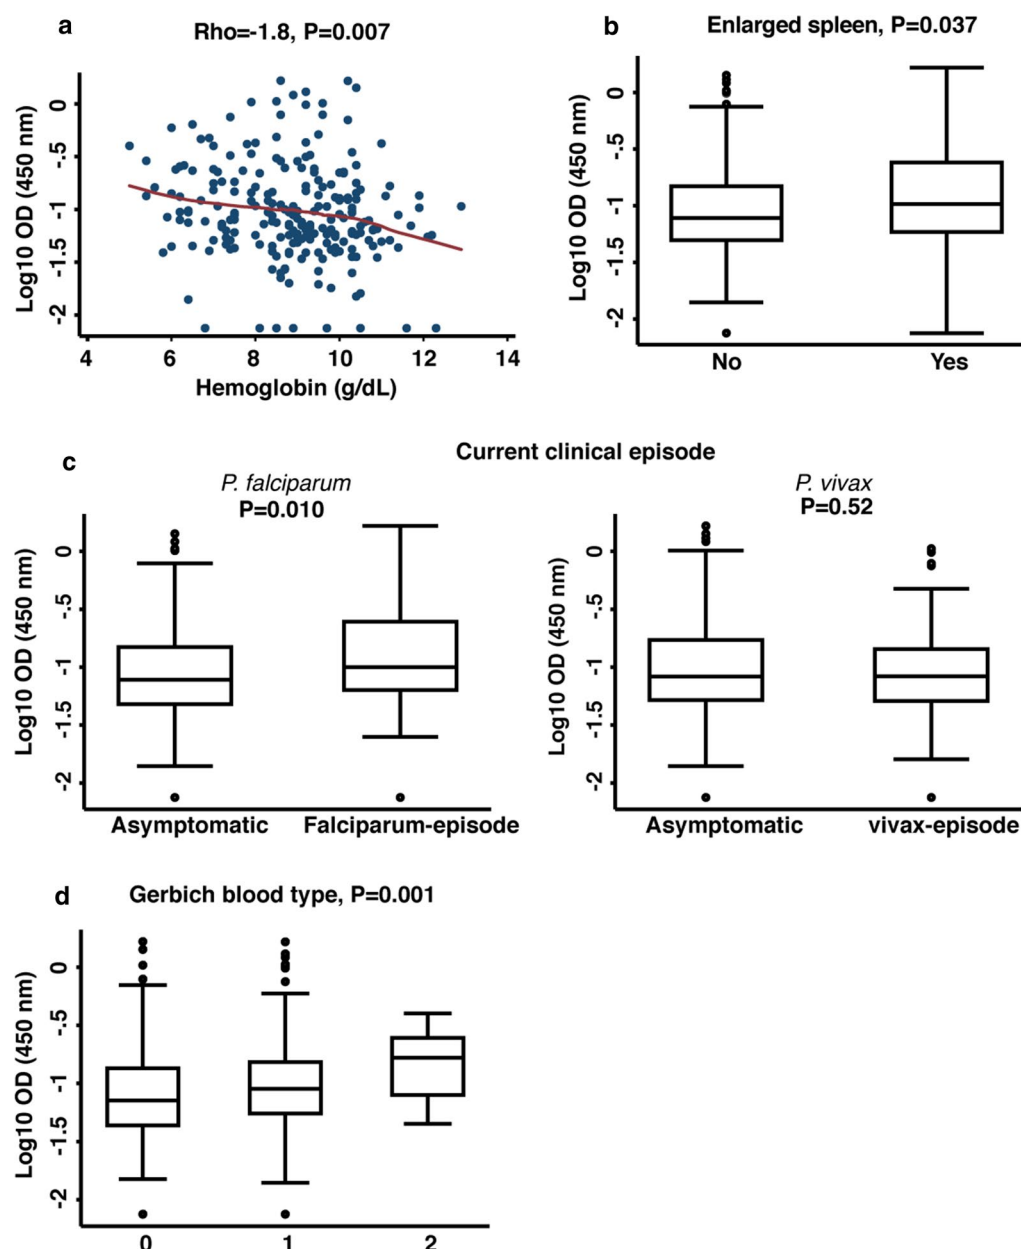 a
Rho=-1.8, P=0.007
Log10 OD (450 nm)
0
-.5
-1
-1.5
-2
4 6 8 10 12 14
Hemoglobin (g/dL)
b
Enlarged spleen, P=0.037
Log10 OD (450 nm)
0
-.5
-1
-1.5
-2
No Yes
c
Current clinical episode
P. falciparum
P=0.010
Log10 OD (450 nm)
0
-.5
-1
-1.5
-2
Asymptomatic Falciparum-episode
P. vivax
P=0.52
Log10 OD (450 nm)
0
-.5
-1
-1.5
-2
Asymptomatic vivax-episode
d
Gerbich blood type, P=0.001
Log10 OD (450 nm)
0
-.5
-1
-1.5
-2
0 1 2